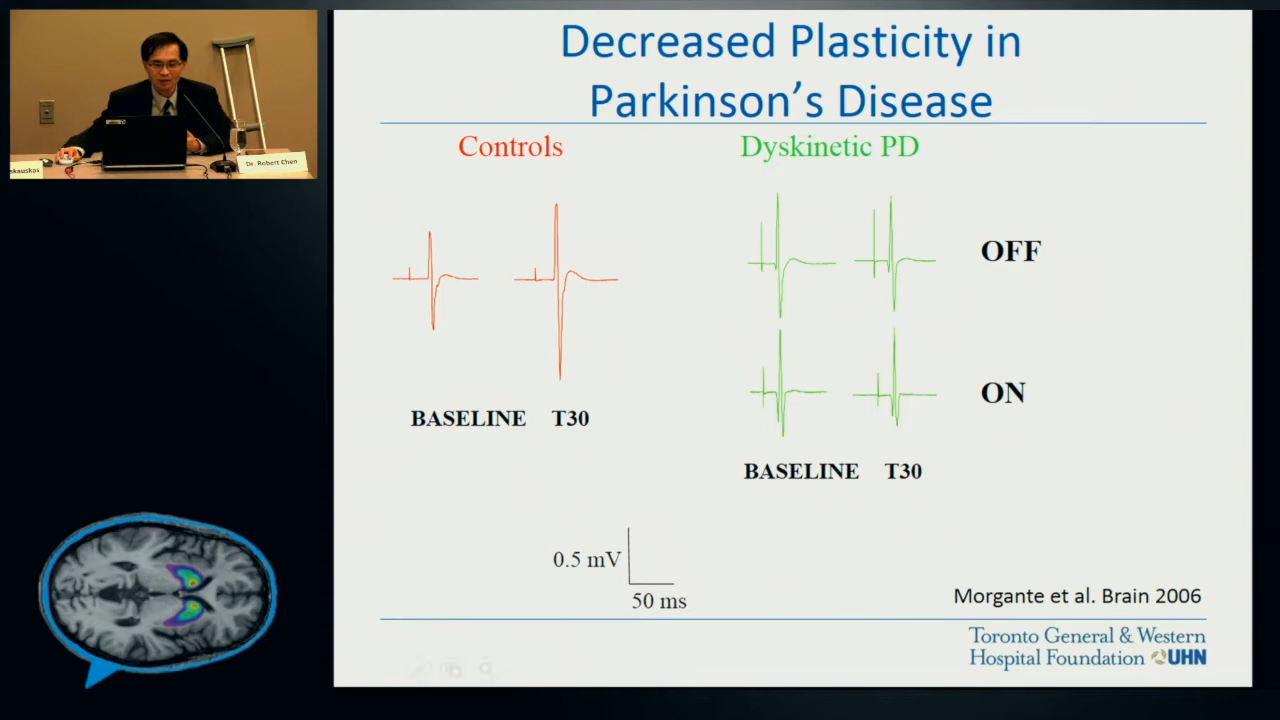 Decreased Plasticity in
Parkinson's Disease
Controls
Dyskinetic PD
OFF
ON
BASELINE T30
BASELINE T30
0.5 mV
50 ms
Morgante et al. Brain 2006
Toronto General & Western
Hospital Foundation UHN
skauskas
Dr. Robert Chen